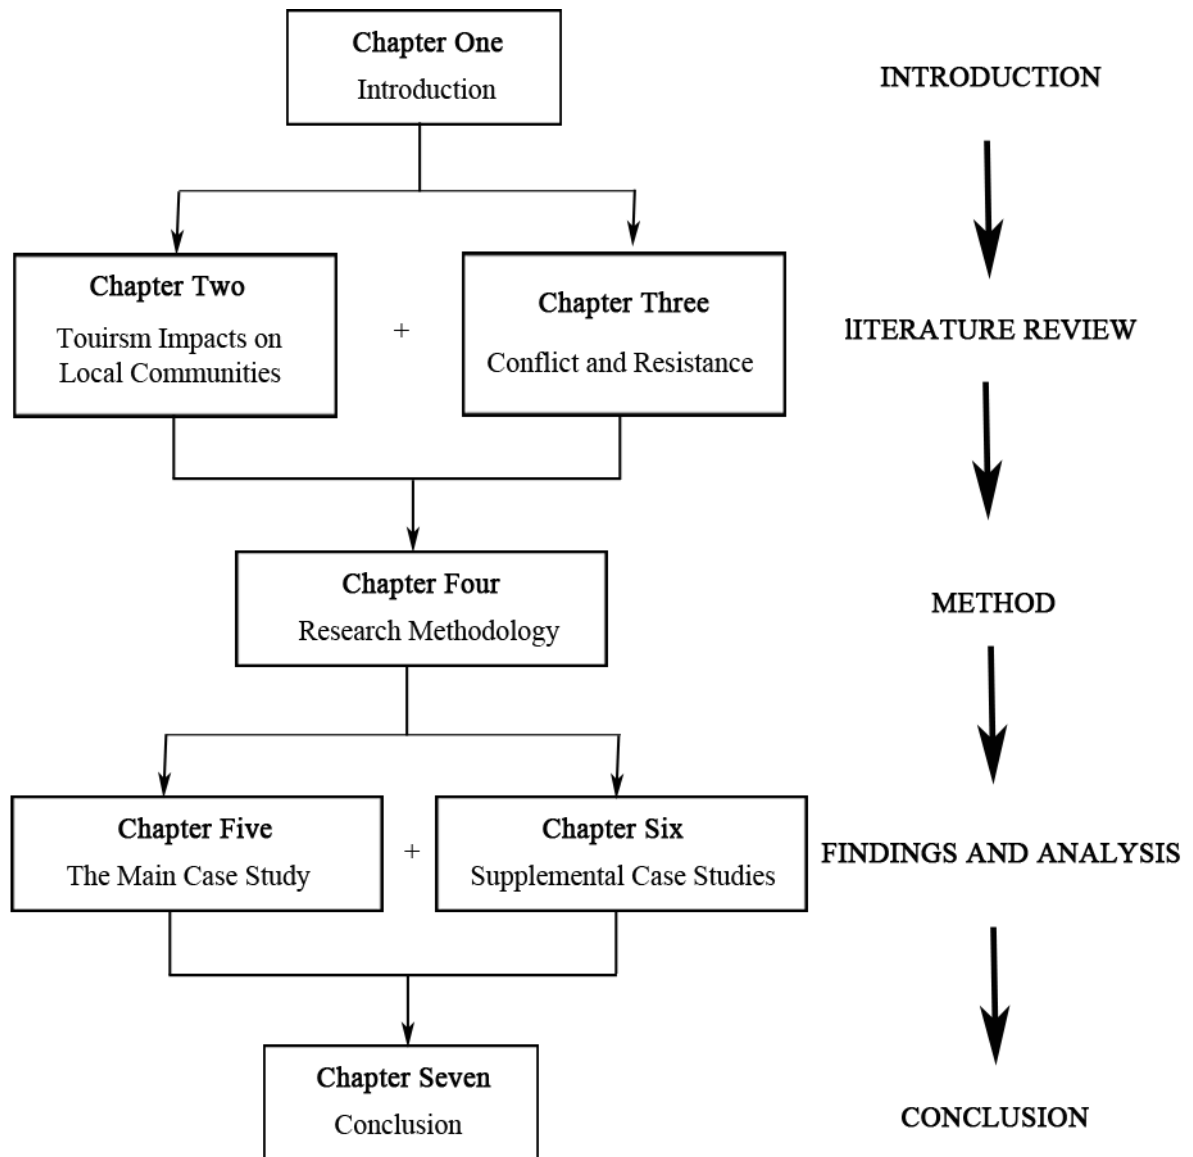 Chapter One
Introduction
INTRODUCTION
Chapter Two
Touirsm Impacts on
Local Communities
+
Chapter Three
Conflict and Resistance
lITERATURE REVIEW
Chapter Four
Research Methodology
METHOD
Chapter Five
The Main Case Study
+
Chapter Six
Supplemental Case Studies
FINDINGS AND ANALYSIS
Chapter Seven
Conclusion
CONCLUSION